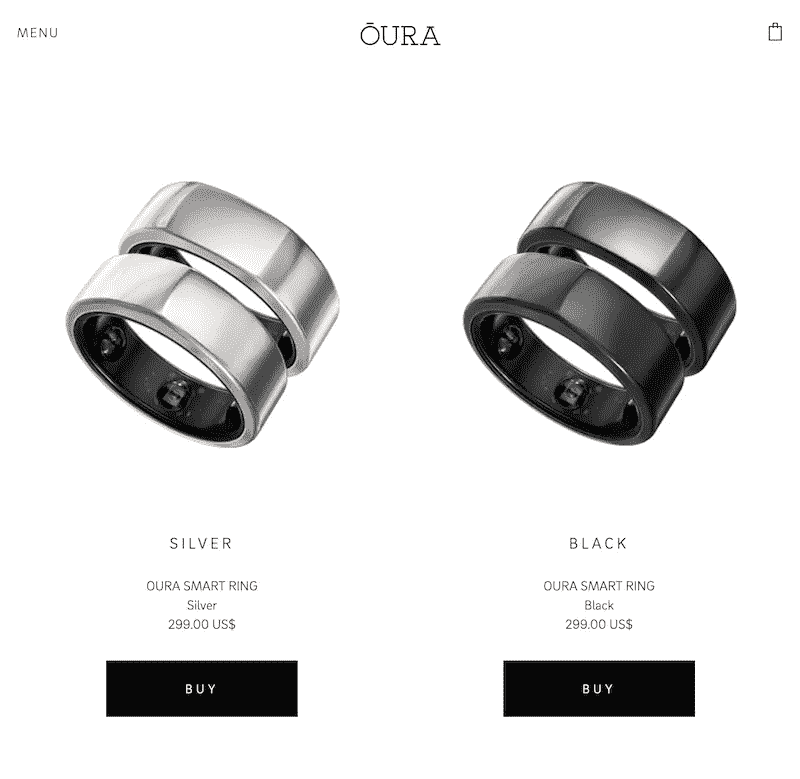 MENU
ŌURA
SILVER
OURA SMART RING
Silver
299.00 US$
BUY
BLACK
OURA SMART RING
Black
299.00 US$
BUY